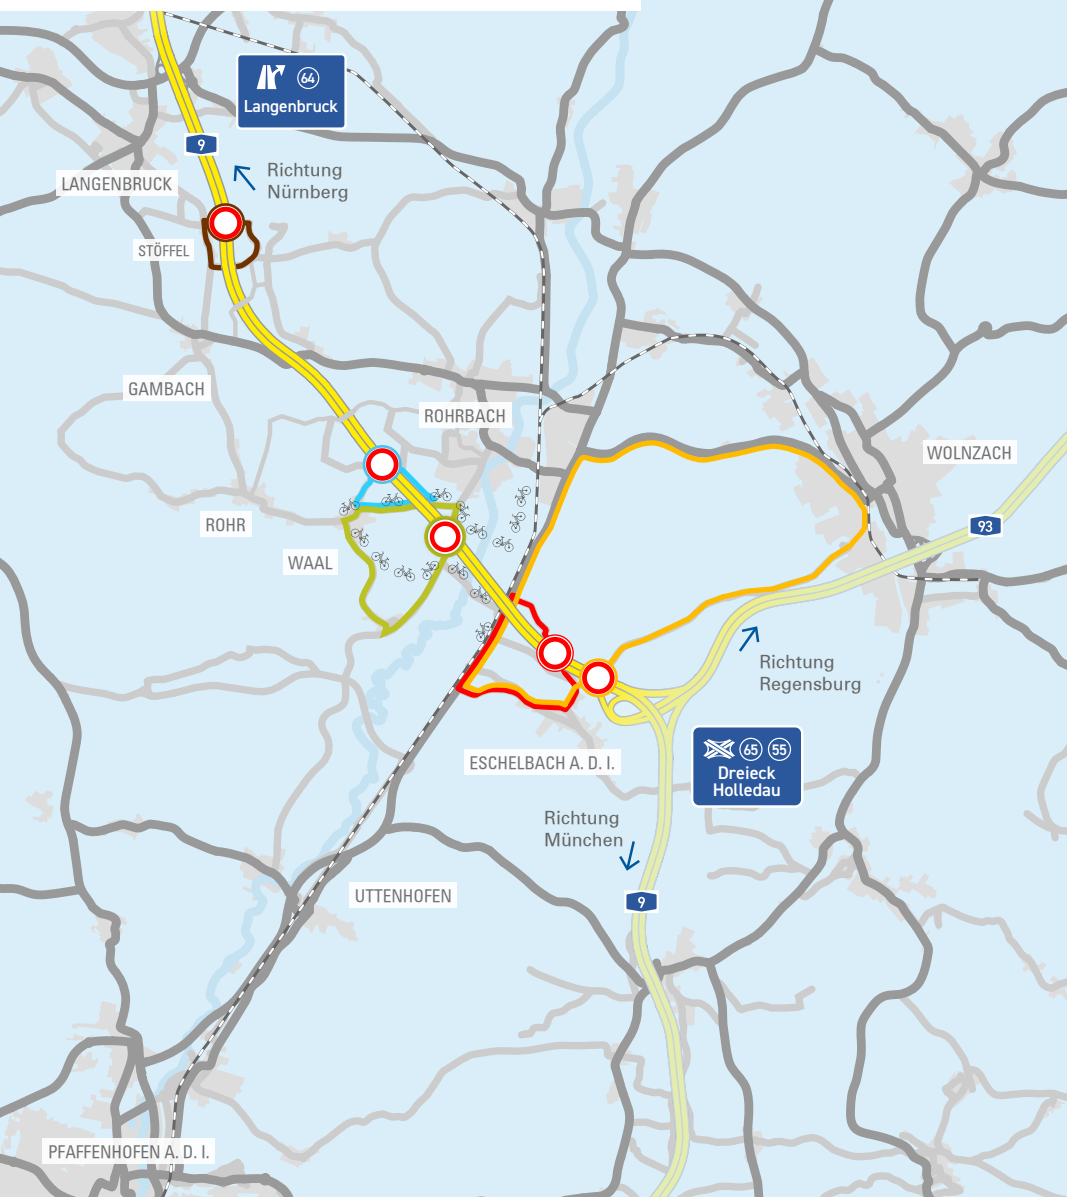 64
Langenbruck
9
Richtung
Nürnberg
LANGENBRUCK
STÖFFEL
GAMBACH
ROHRBACH
WOLNZACH
ROHR
93
WAAL
Richtung
Regensburg
ESCHELBACH A. D. I.
65 55
Dreieck
Holledau
Richtung
München
UTTENHOFEN
9
PFAFFENHOFEN A. D. I.